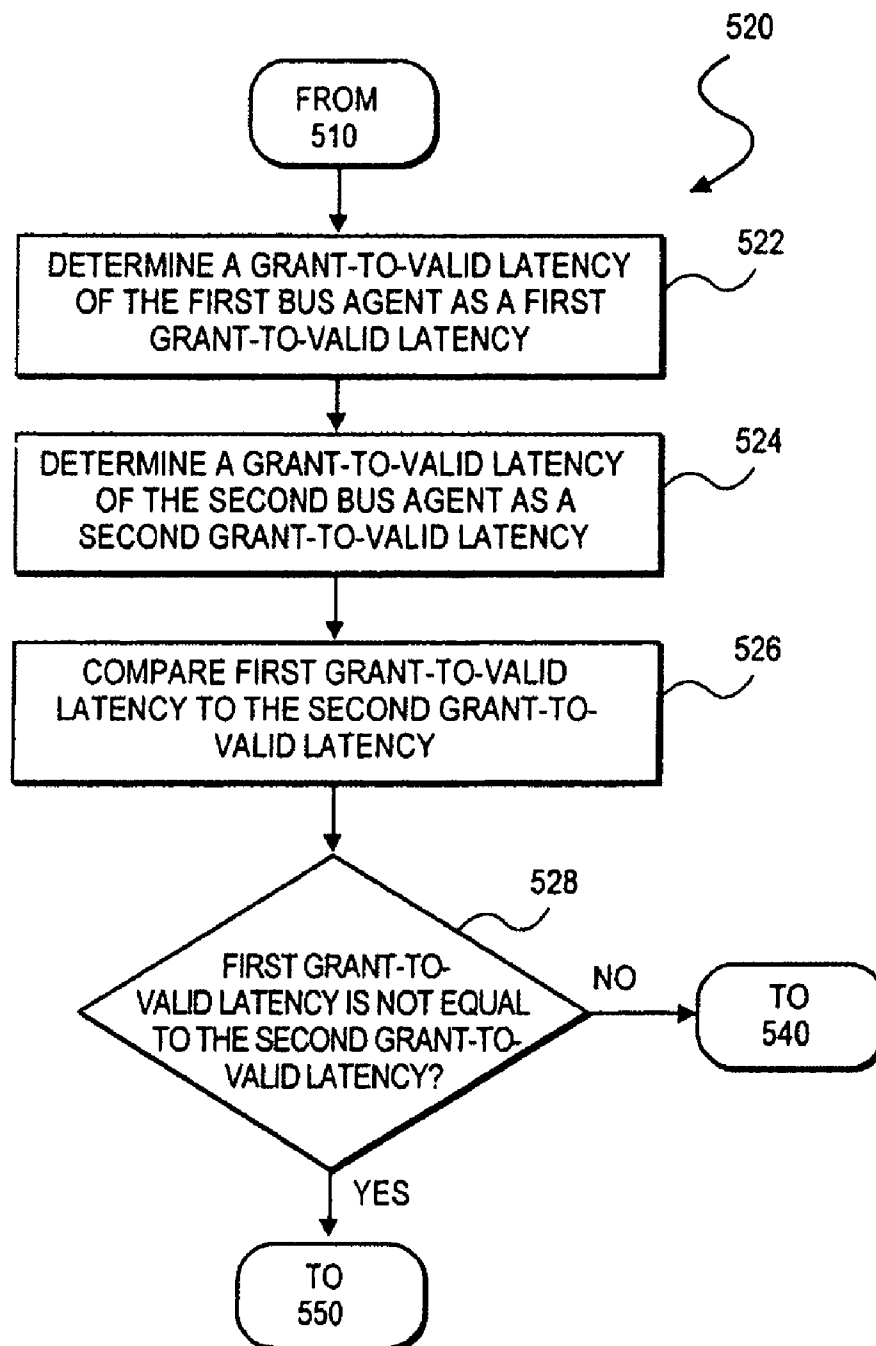 520
FROM
510
DETERMINE A GRANT-TO-VALID LATENCY
OF THE FIRST BUS AGENT AS A FIRST
GRANT-TO-VALID LATENCY
522
DETERMINE A GRANT-TO-VALID LATENCY
OF THE SECOND BUS AGENT AS A
SECOND GRANT-TO-VALID LATENCY
524
COMPARE FIRST GRANT-TO-VALID
LATENCY TO THE SECOND GRANT-TO-
VALID LATENCY
526
528
FIRST GRANT-TO-
VALID LATENCY IS NOT EQUAL
TO THE SECOND GRANT-TO-
VALID LATENCY?
NO
TO
540
YES
TO
550